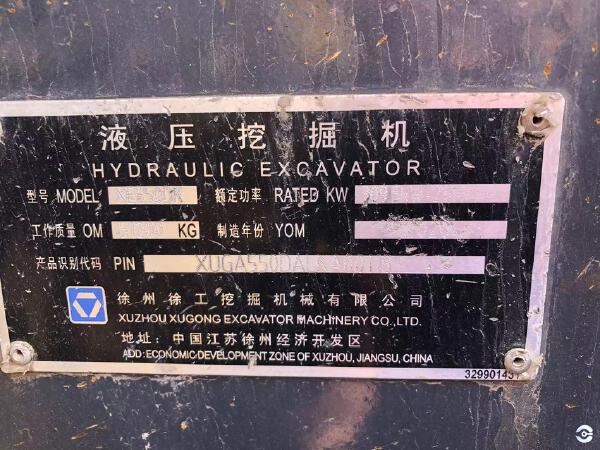 液压挖掘机
HYDRAULIC EXCAVATOR
型号 MODEL 额定功率 RATED KW
工作质量 OM KG 制造年份 YOM
产品识别代码 PIN
徐州徐工挖掘机械有限公司
XUZHOU XUGONG EXCAVATOR MACHINERY CO.,LTD.
地址: 中国江苏徐州经济开发区
ADD:ECONOMIC DEVELOPMENT ZONE OF XUZHOU, JIANGSU, CHINA